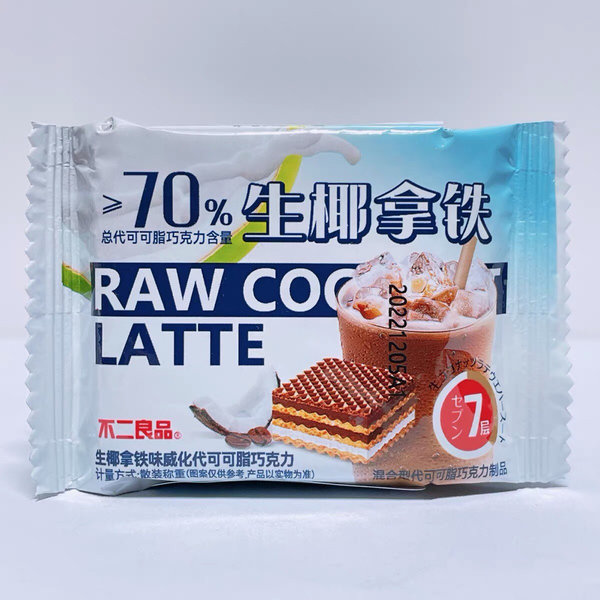 ≥70%
总代可可脂巧克力含量
生椰拿铁
RAW COC T
LATTE
20221205A1
セブン
7层
不二良品®
生椰拿铁味威化代可可脂巧克力
计量方式:散装称重(图案仅供参考,产品以实物为准)
混合型代可可脂巧克力制品